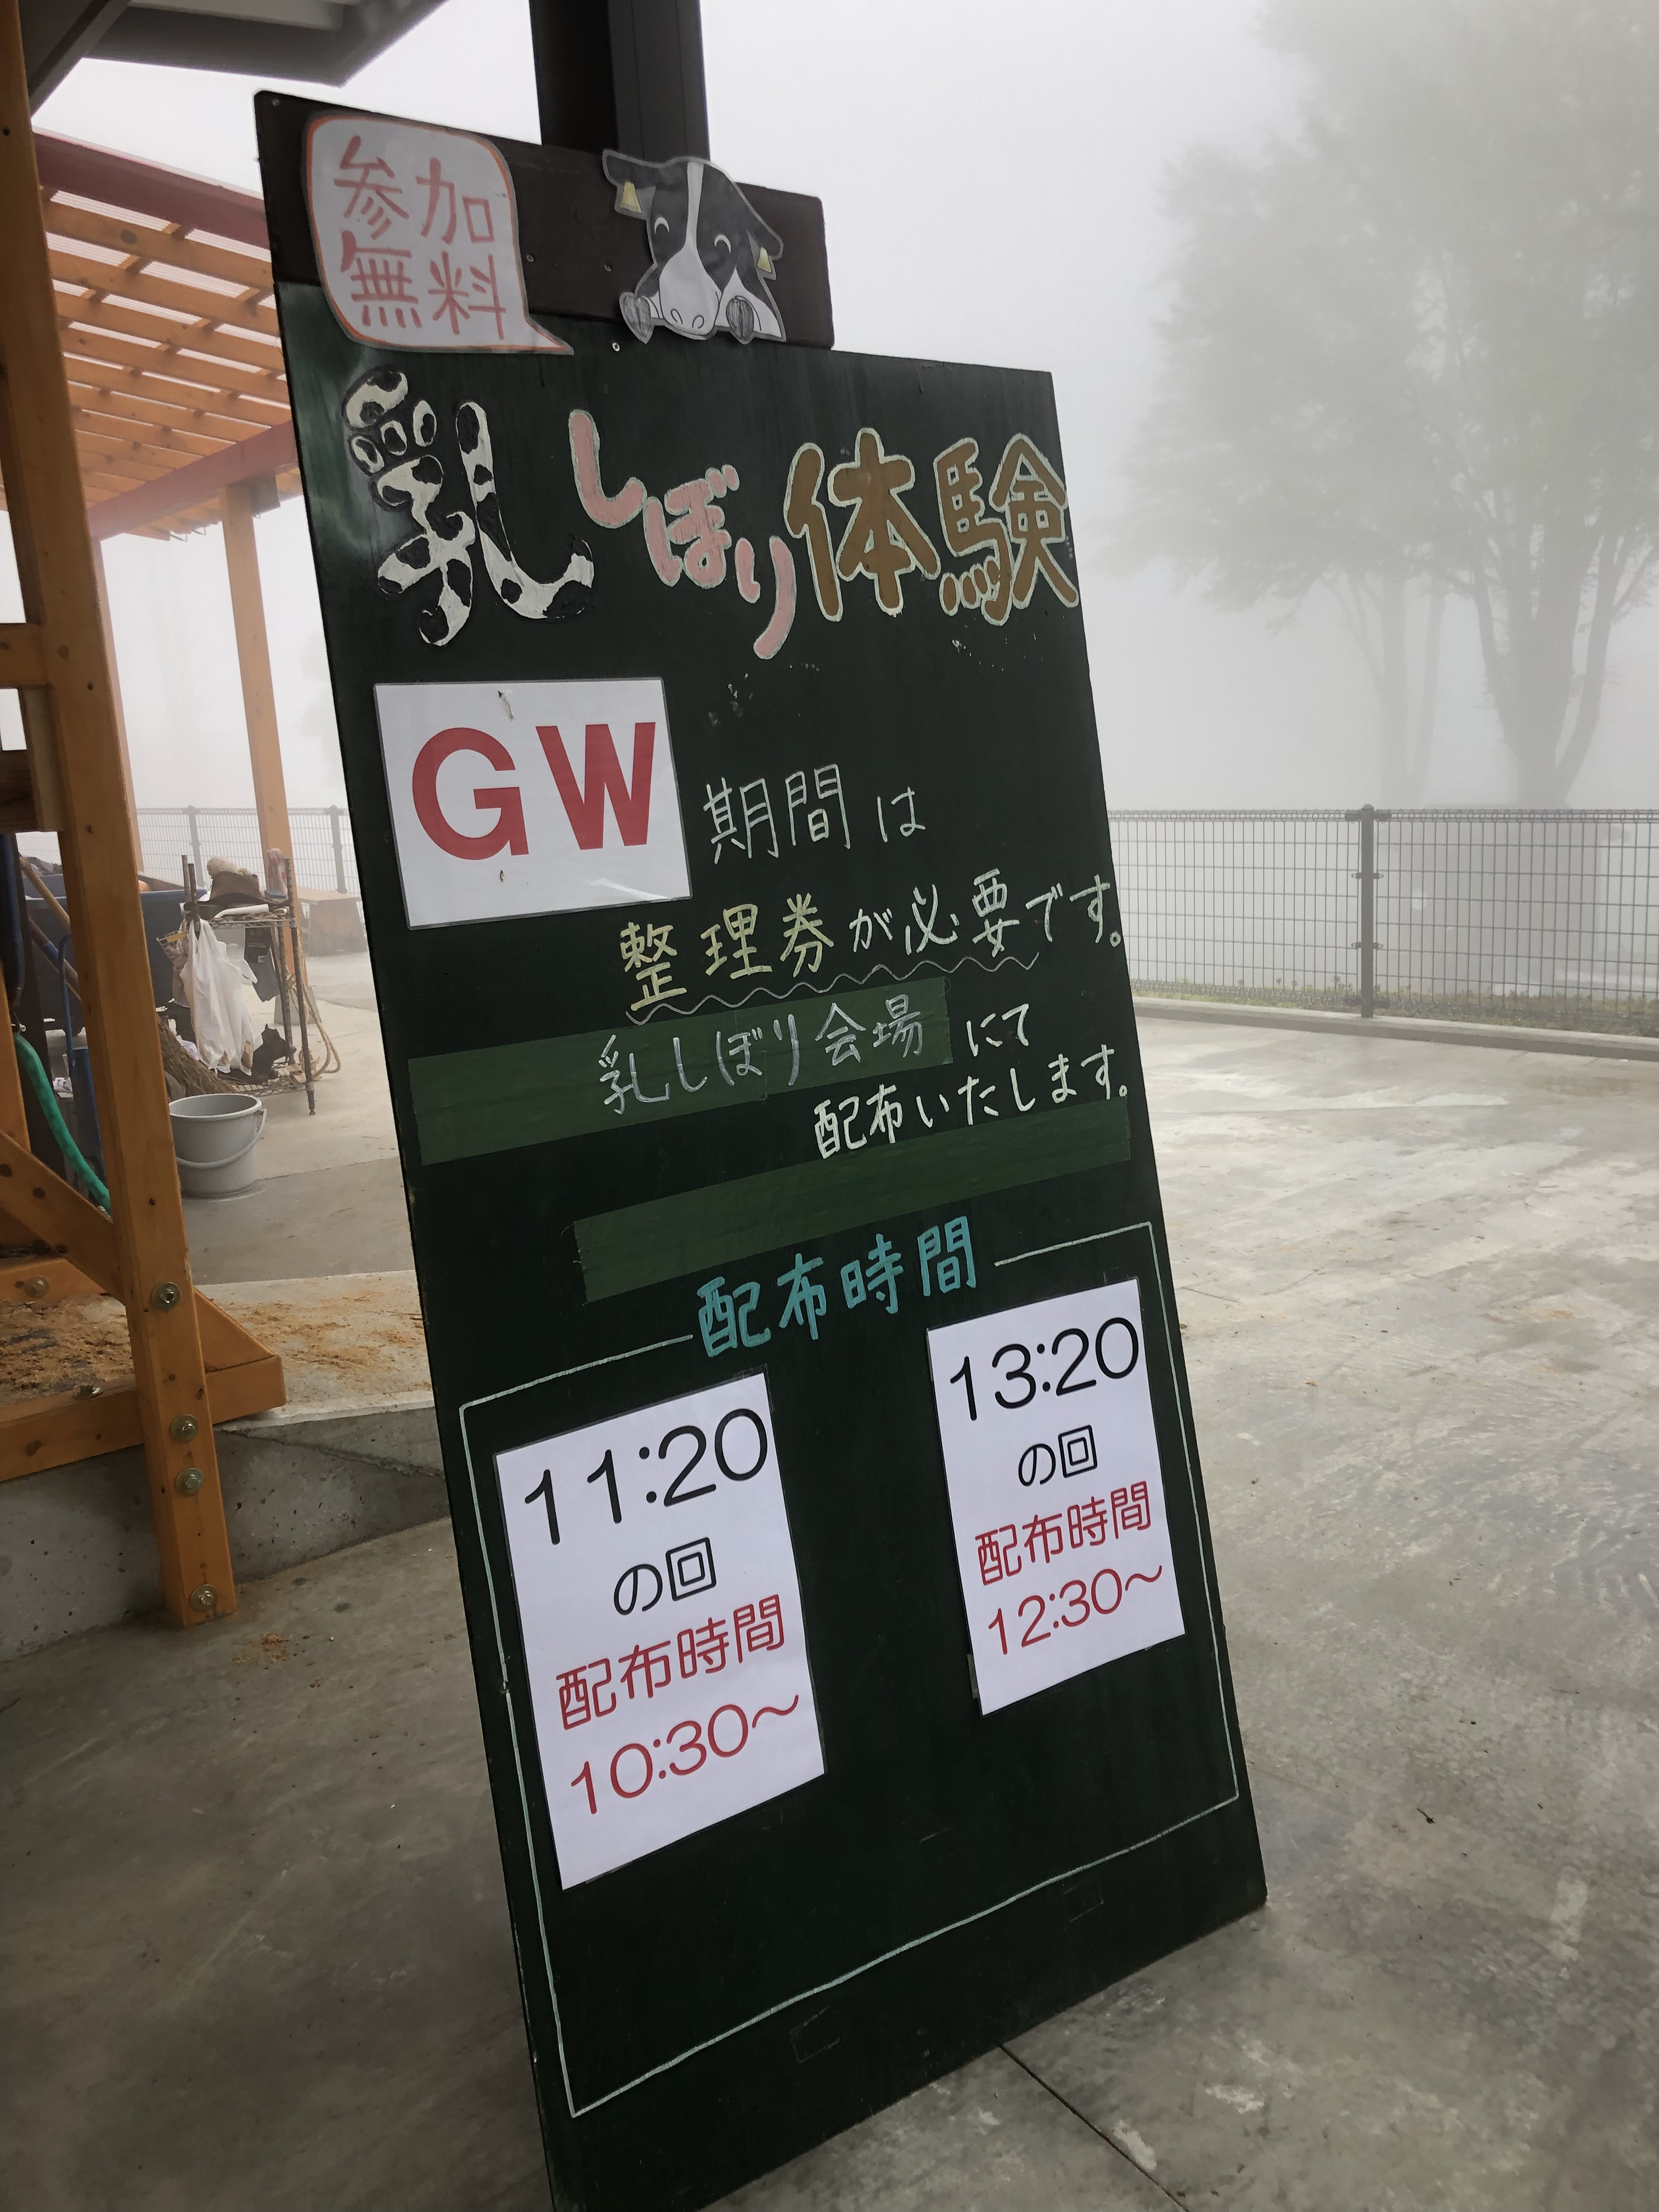 参加
無料
乳しぼり体験
GW期間は
整理券が必要です。
乳しぼり会場にて
配布いたします。
配布時間
11:20
の回
配布時間
10:30～
13:20
の回
配布時間
12:30～